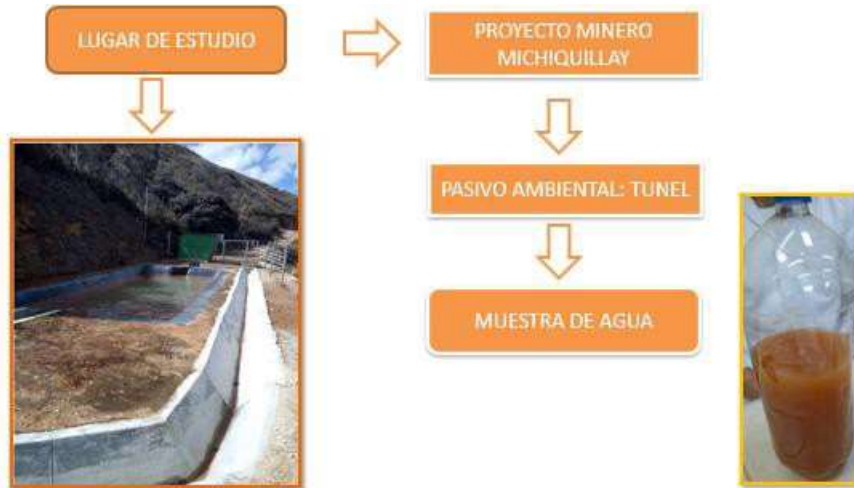 LUGAR DE ESTUDIO
PROYECTO MINERO
MICHIQUILLAY
PASIVO AMBIENTAL: TUNEL
MUESTRA DE AGUA